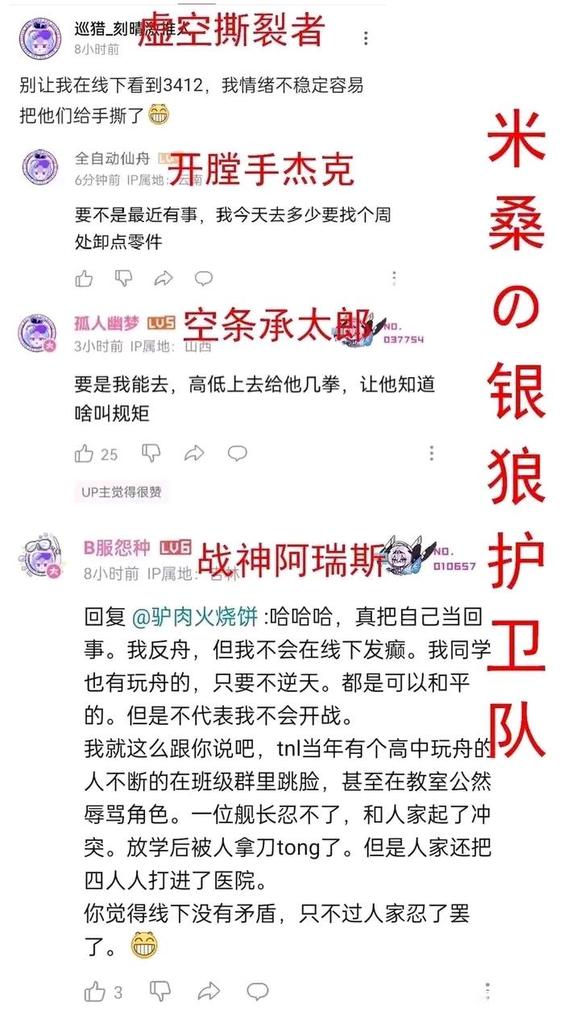 巡猎_刻晴激推人
虚空撕裂者
8小时前
别让我在线下看到3412，我情绪不稳定容易
把他们给手撕了
全自动仙舟
开膛手杰克
6分钟前 IP属地：云南
要不是最近有事，我今天去多少要找个周
处卸点零件
孤人幽梦 LV5
空条承太郎
NO.
037754
3小时前 IP属地：山西
要是我能去，高低上去给他几拳，让他知道
啥叫规矩
25
UP主觉得很赞
B服怨种 LV6
战神阿瑞斯
NO.
010657
8小时前 IP属地：吉林
回复 @驴肉火烧饼 :哈哈哈，真把自己当回
事。我反舟，但我不会在线下发癫。我同学
也有玩舟的，只要不逆天。都是可以和平
的。但是不代表我不会开战。
我就这么跟你说吧，tnl当年有个高中玩舟的
人不断的在班级群里跳脸，甚至在教室公然
辱骂角色。一位舰长忍不了，和人家起了冲
突。放学后被人拿刀tong了。但是人家还把
四人人打进了医院。
你觉得线下没有矛盾，只不过人家忍了罢
了。
3
米桑の银狼护卫队